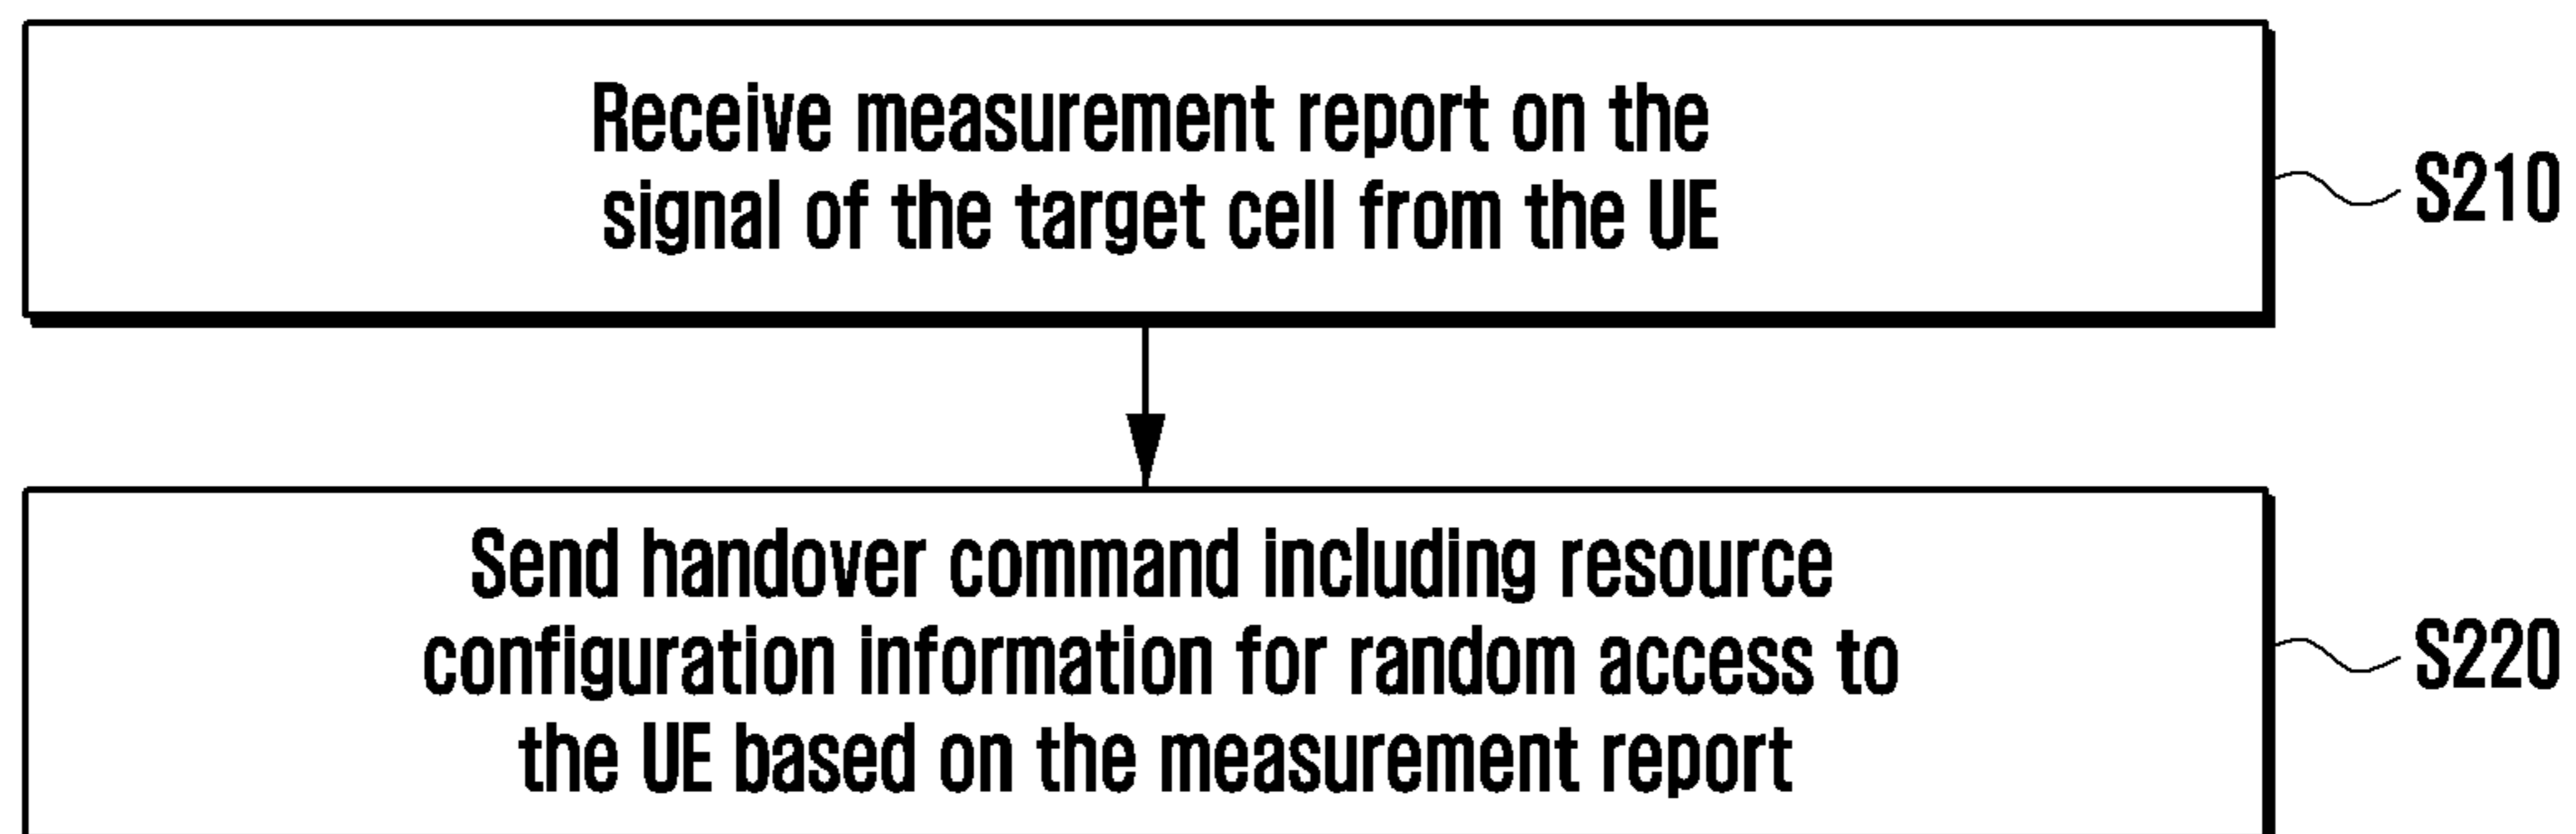 Receive measurement report on the
signal of the target cell from the UE
S210
Send handover command including resource
configuration information for random access to
the UE based on the measurement report
S220